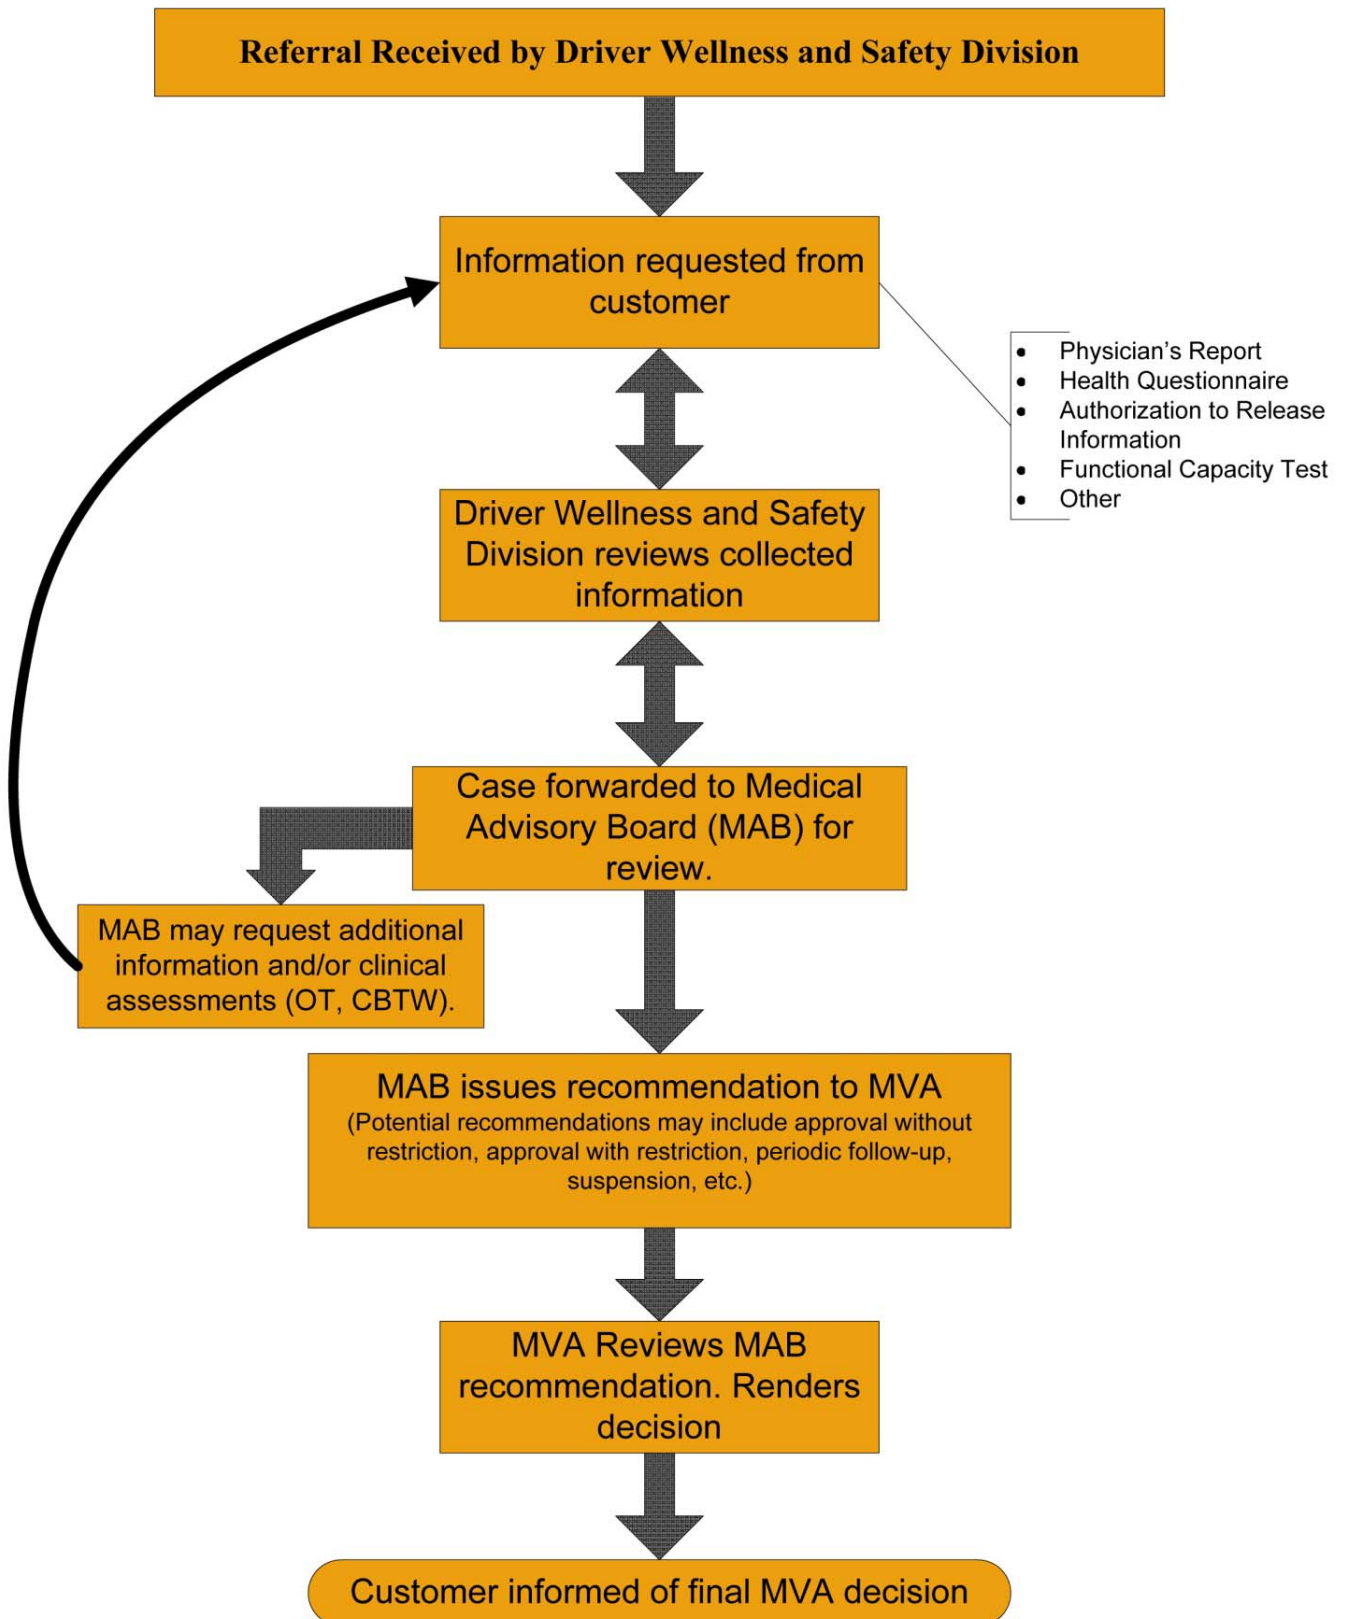 Referral Received by Driver Wellness and Safety Division
Information requested from
customer
• Physician's Report
• Health Questionnaire
• Authorization to Release
Information
• Functional Capacity Test
• Other
Driver Wellness and Safety
Division reviews collected
information
Case forwarded to Medical
Advisory Board (MAB) for
review.
MAB may request additional
information and/or clinical
assessments (OT, CBTW).
MAB issues recommendation to MVA
(Potential recommendations may include approval without
restriction, approval with restriction, periodic follow-up,
suspension, etc.)
MVA Reviews MAB
recommendation. Renders
decision
Customer informed of final MVA decision